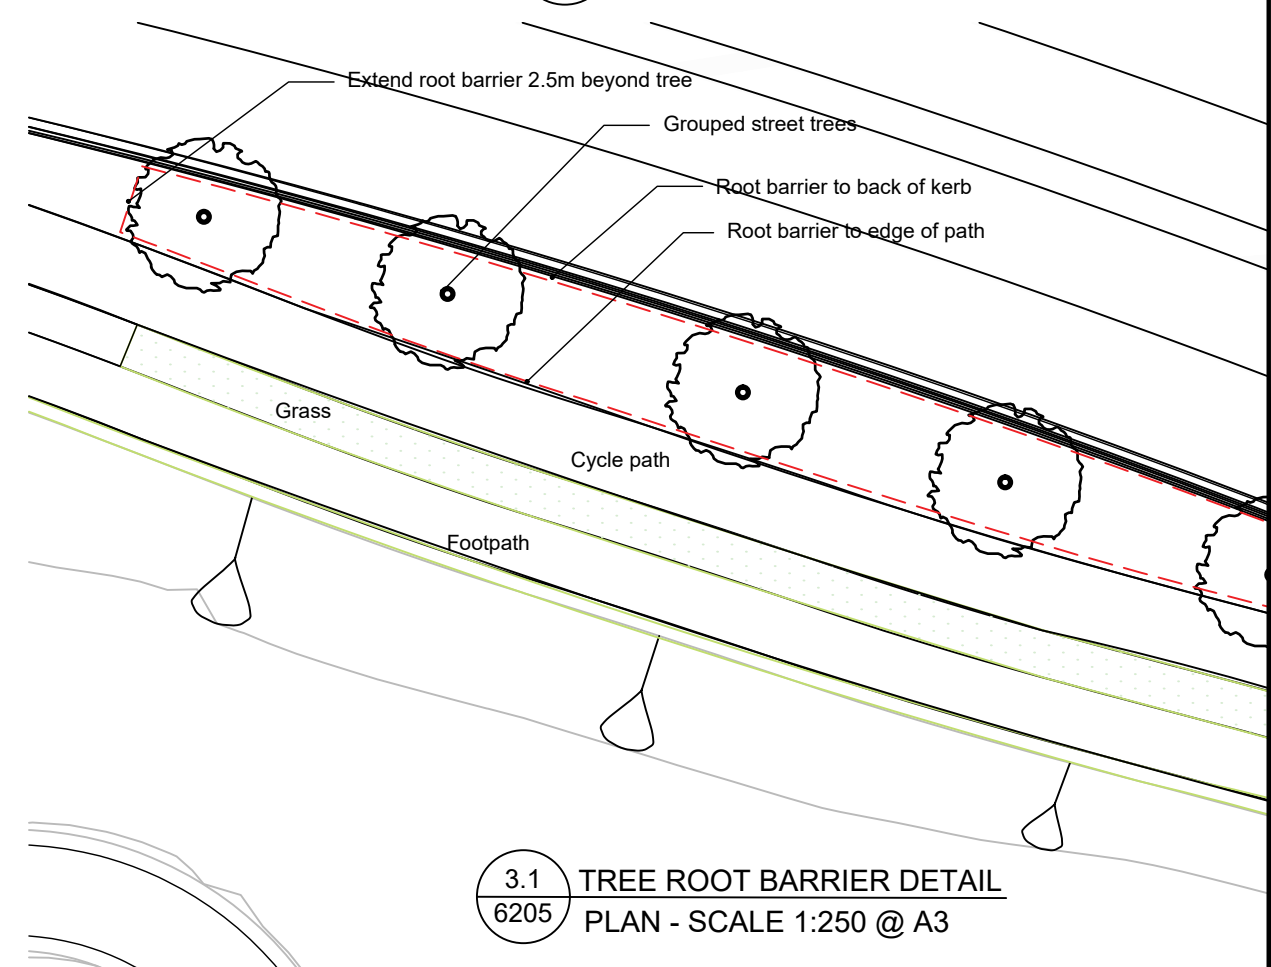 Extend root barrier 2.5m beyond tree
Grouped street trees
Root barrier to back of kerb
Root barrier to edge of path
Grass
Cycle path
Footpath
3.1
6205
TREE ROOT BARRIER DETAIL
PLAN - SCALE 1:250 @ A3